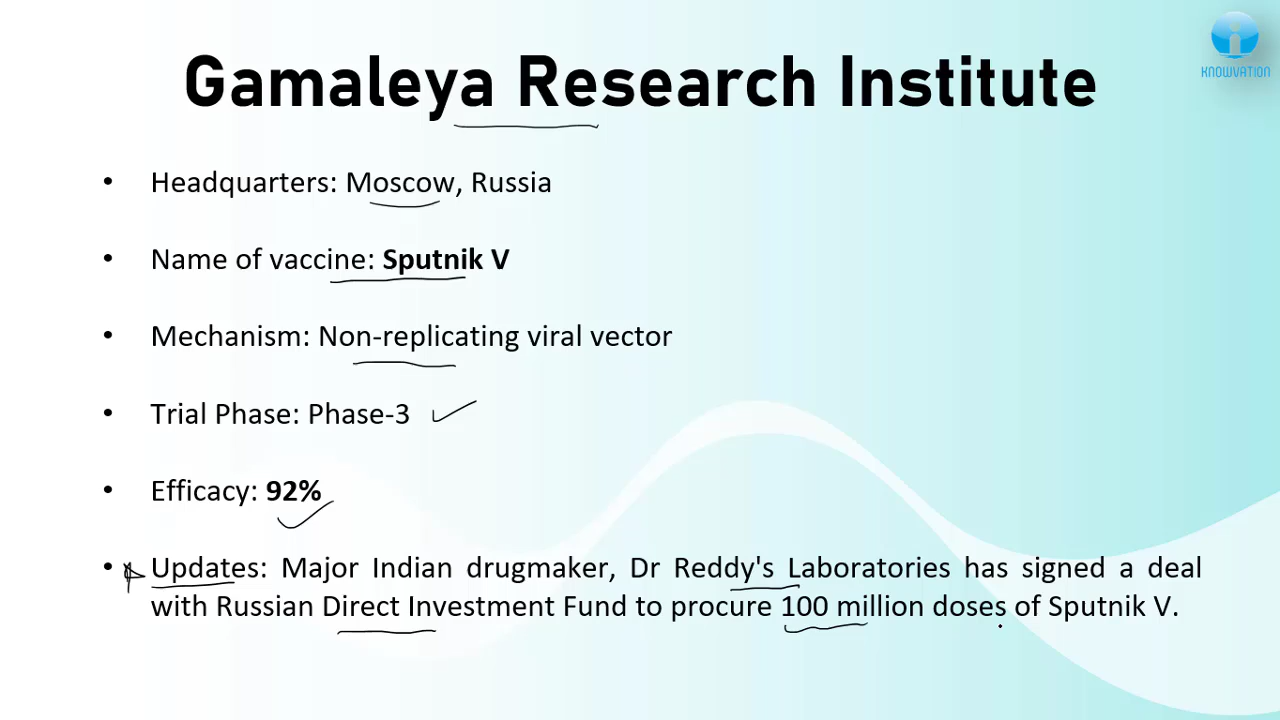 Gamaleya Research Institute
KNOWVATION
• Headquarters: Moscow, Russia
• Name of vaccine: Sputnik V
• Mechanism: Non-replicating viral vector
• Trial Phase: Phase-3
• Efficacy: 92%
• Updates: Major Indian drugmaker, Dr Reddy's Laboratories has signed a deal
with Russian Direct Investment Fund to procure 100 million doses of Sputnik V.